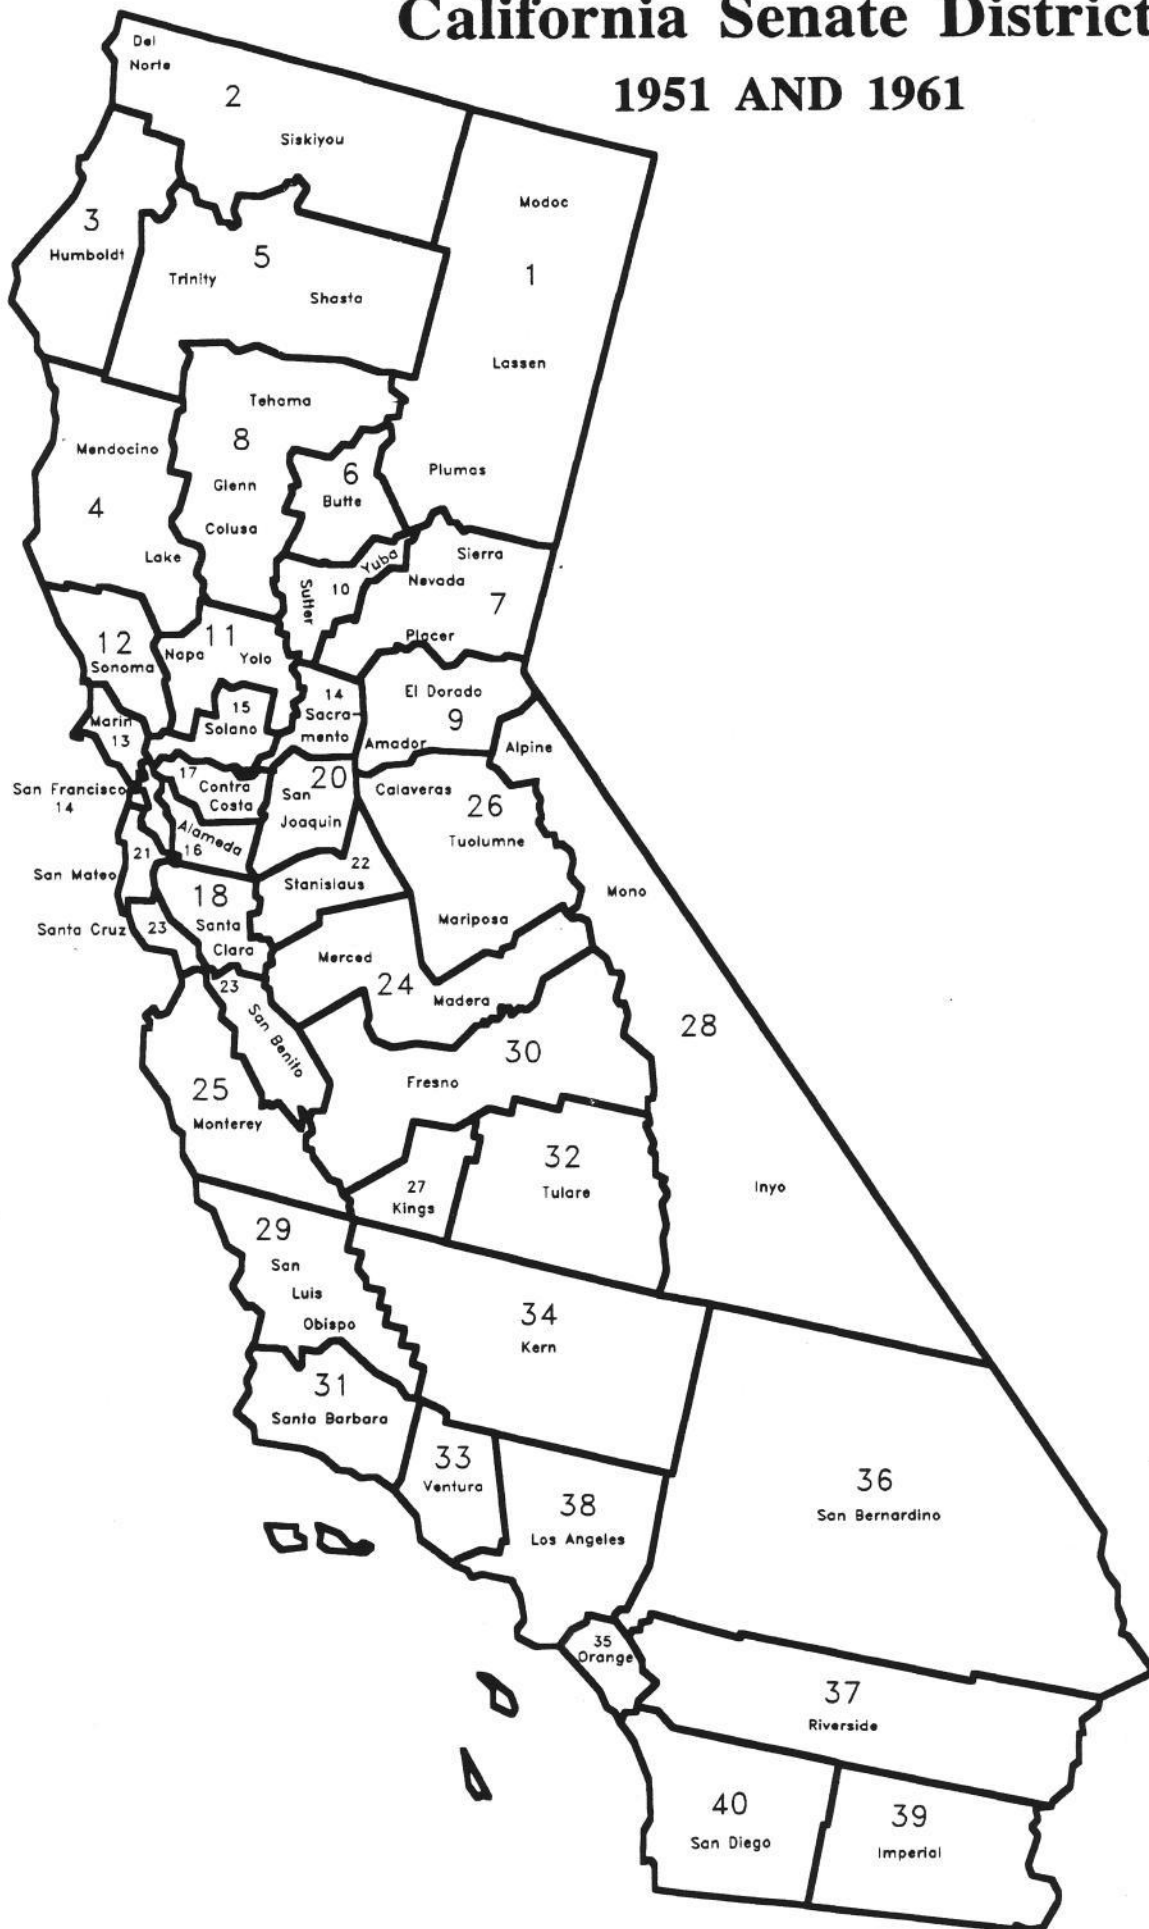 California Senate District
1951 AND 1961
Del
Norte
2
Siskiyou
Modoc
1
Lassen
Plumas
3
Humboldt
5
Trinity
Shasta
Tehama
8
Glenn
Colusa
Mendocino
4
Lake
6
Butte
Yuba
10
Sutter
Sierra
Nevada
7
Placer
12
Sonoma
11
Napa
Yolo
15
Solano
14
Sacra-
mento
El Dorado
9
Amador
Alpine
Marin
13
San Francisco
14
17
Contra
Costa
Alameda
16
20
San
Joaquin
Calaveras
26
Tuolumne
Mariposa
22
Stanislaus
21
San Mateo
18
Santa
Clara
Santa Cruz
23
23
San Benito
Merced
24
Madera
Mono
28
Inyo
30
Fresno
25
Monterey
27
Kings
32
Tulare
29
San
Luis
Obispo
34
Kern
31
Santa Barbara
33
Ventura
38
Los Angeles
36
San Bernardino
35
Orange
37
Riverside
40
San Diego
39
Imperial